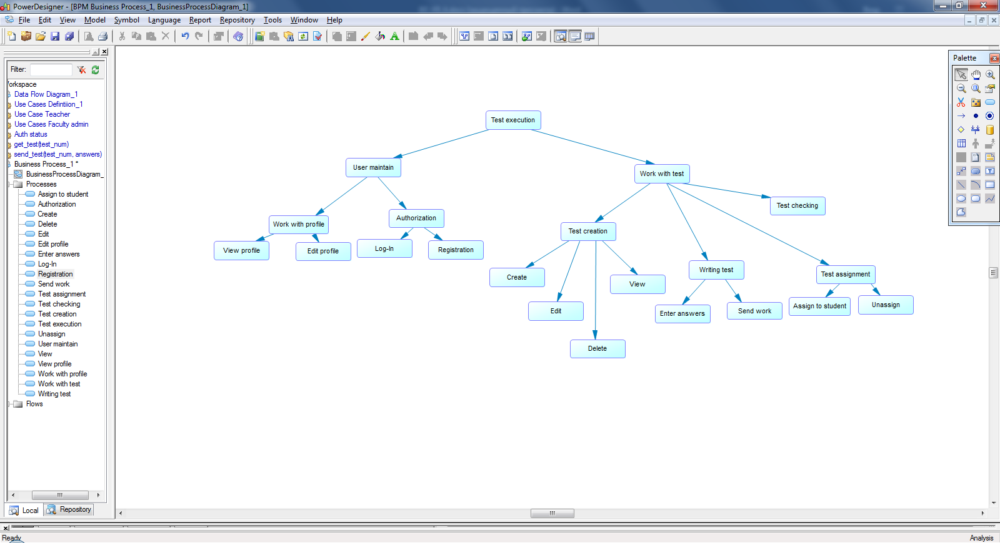 PowerDesigner - [BPM Business Process_1, BusinessProcessDiagram_1]
File Edit View Model Symbol Language Report Repository Tools Window Help
Filter:
orkspace
Data Flow Diagram_1
Use Cases Defintiion_1
Use Case Teacher
Use Cases Faculty admin
Auth status
get_test(test_num)
send_test(test_num, answers)
Business Process_1 *
BusinessProcessDiagram_
Processes
Assign to student
Authorization
Create
Delete
Edit
Edit profile
Enter answers
Log-In
Registration
Send work
Test assignment
Test checking
Test creation
Test execution
Unassign
User maintain
View
View profile
Work with profile
Work with test
Writing test
Flows
Local Repository
Test execution
User maintain
Work with test
Test checking
Work with profile
Authorization
Test creation
View profile
Edit profile
Log-In
Registration
Create
View
Writing test
Test assignment
Edit
Enter answers
Send work
Assign to student
Unassign
Delete
Palette
Ready
Analysis